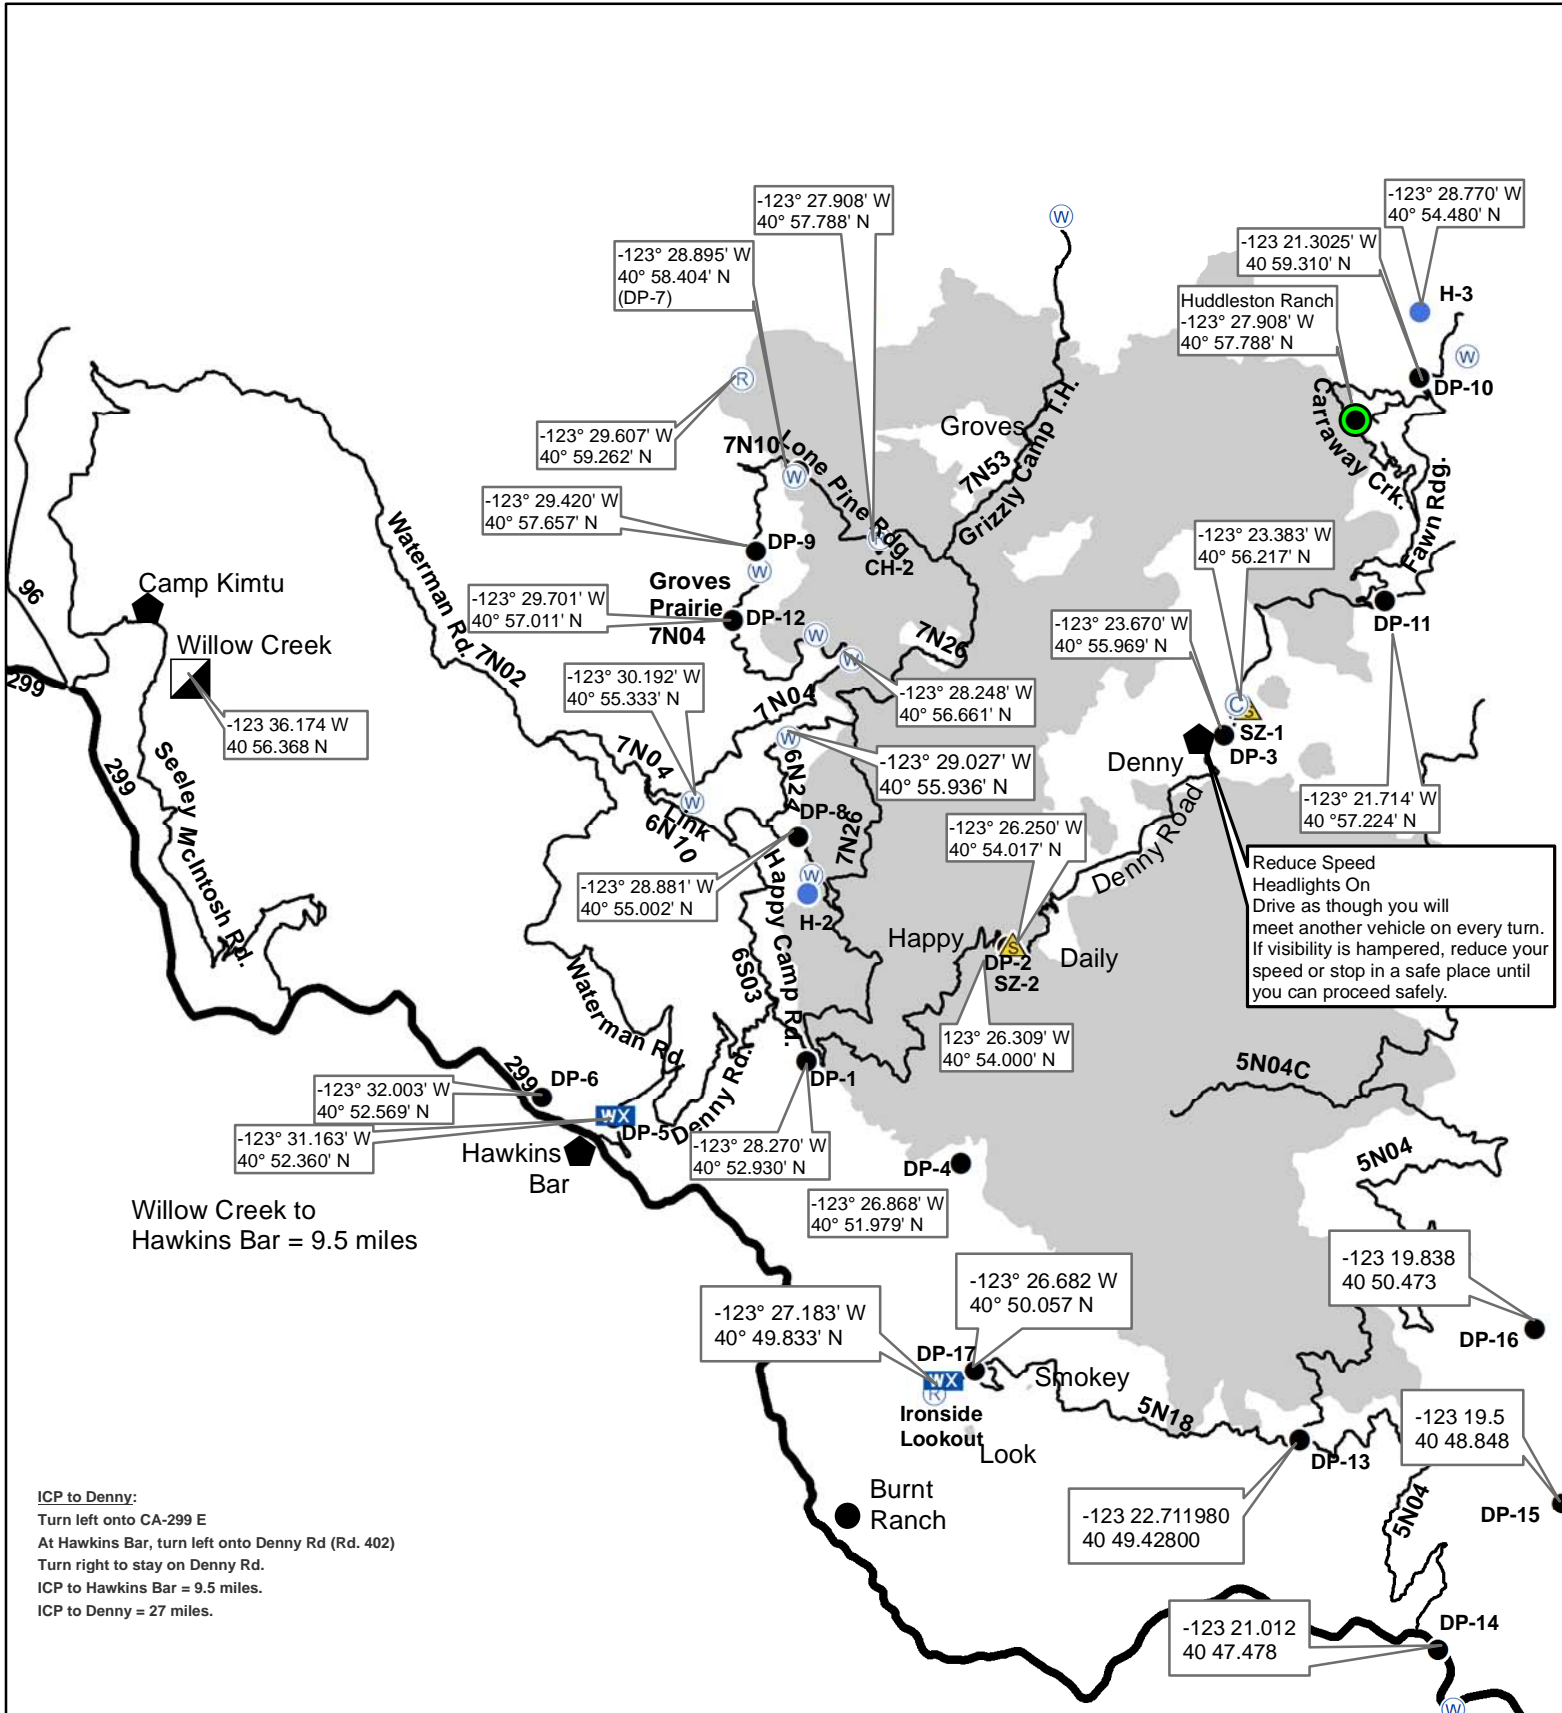 -123° 27.908' W
40° 57.788' N
-123° 28.770' W
40° 54.480' N
W
-123 21.3025' W
40 59.310' N
-123° 28.895' W
40° 58.404' N
(DP-7)
Huddleston Ranch
-123° 27.908' W
40° 57.788' N
H-3
W
R
DP-10
Carraway Crk.
Groves
Grizzly Camp T.H.
7N53
-123° 29.607' W
40° 59.262' N
7N10
Lone Pine Rdg
W
-123° 29.420' W
40° 57.657' N
DP-9
W
CH-2
Fawn Rdg.
-123° 23.383' W
40° 56.217' N
96
Camp Kimtu
Waterman Rd.
Groves
Prairie
7N04
-123° 29.701' W
40° 57.011' N
DP-12
W
W
7N26
-123° 23.670' W
40° 55.969' N
DP-11
Willow Creek
299
7N02
-123° 30.192' W
40° 55.333' N
7N04
-123° 28.248' W
40° 56.661' N
-123 36.174 W
40 56.368 N
C
S
SZ-1
DP-3
Denny
W
7N04
6N24
-123° 29.027' W
40° 55.936' N
299
Seeley McIntosh Rd.
W
Link
6N10
DP-8
7N26
-123° 26.250' W
40° 54.017' N
Denny Road
-123° 21.714' W
40 °57.224' N
Reduce Speed
Headlights On
Drive as though you will
meet another vehicle on every turn.
If visibility is hampered, reduce your
speed or stop in a safe place until
you can proceed safely.
-123° 28.881' W
40° 55.002' N
Happy Camp Rd.
W
H-2
Happy
S
DP-2
SZ-2
Daily
6S03
Waterman Rd.
123° 26.309' W
40° 54.000' N
299
DP-6
-123° 32.003' W
40° 52.569' N
WX
DP-5
Denny Rd.
DP-1
5N04C
-123° 31.163' W
40° 52.360' N
Hawkins
Bar
-123° 28.270' W
40° 52.930' N
DP-4
5N04
-123° 26.868' W
40° 51.979' N
Willow Creek to
Hawkins Bar = 9.5 miles
-123 19.838
40 50.473
-123° 26.682 W
40° 50.057 N
-123° 27.183' W
40° 49.833' N
DP-16
DP-17
WX
R
Smokey
Ironside
Lookout
5N18
Look
DP-13
-123 19.5
40 48.848
Burnt
Ranch
5N04
DP-15
-123 22.711980
40 49.42800
ICP to Denny:
Turn left onto CA-299 E
At Hawkins Bar, turn left onto Denny Rd (Rd. 402)
Turn right to stay on Denny Rd.
ICP to Hawkins Bar = 9.5 miles.
ICP to Denny = 27 miles.
-123 21.012
40 47.478
DP-14
W